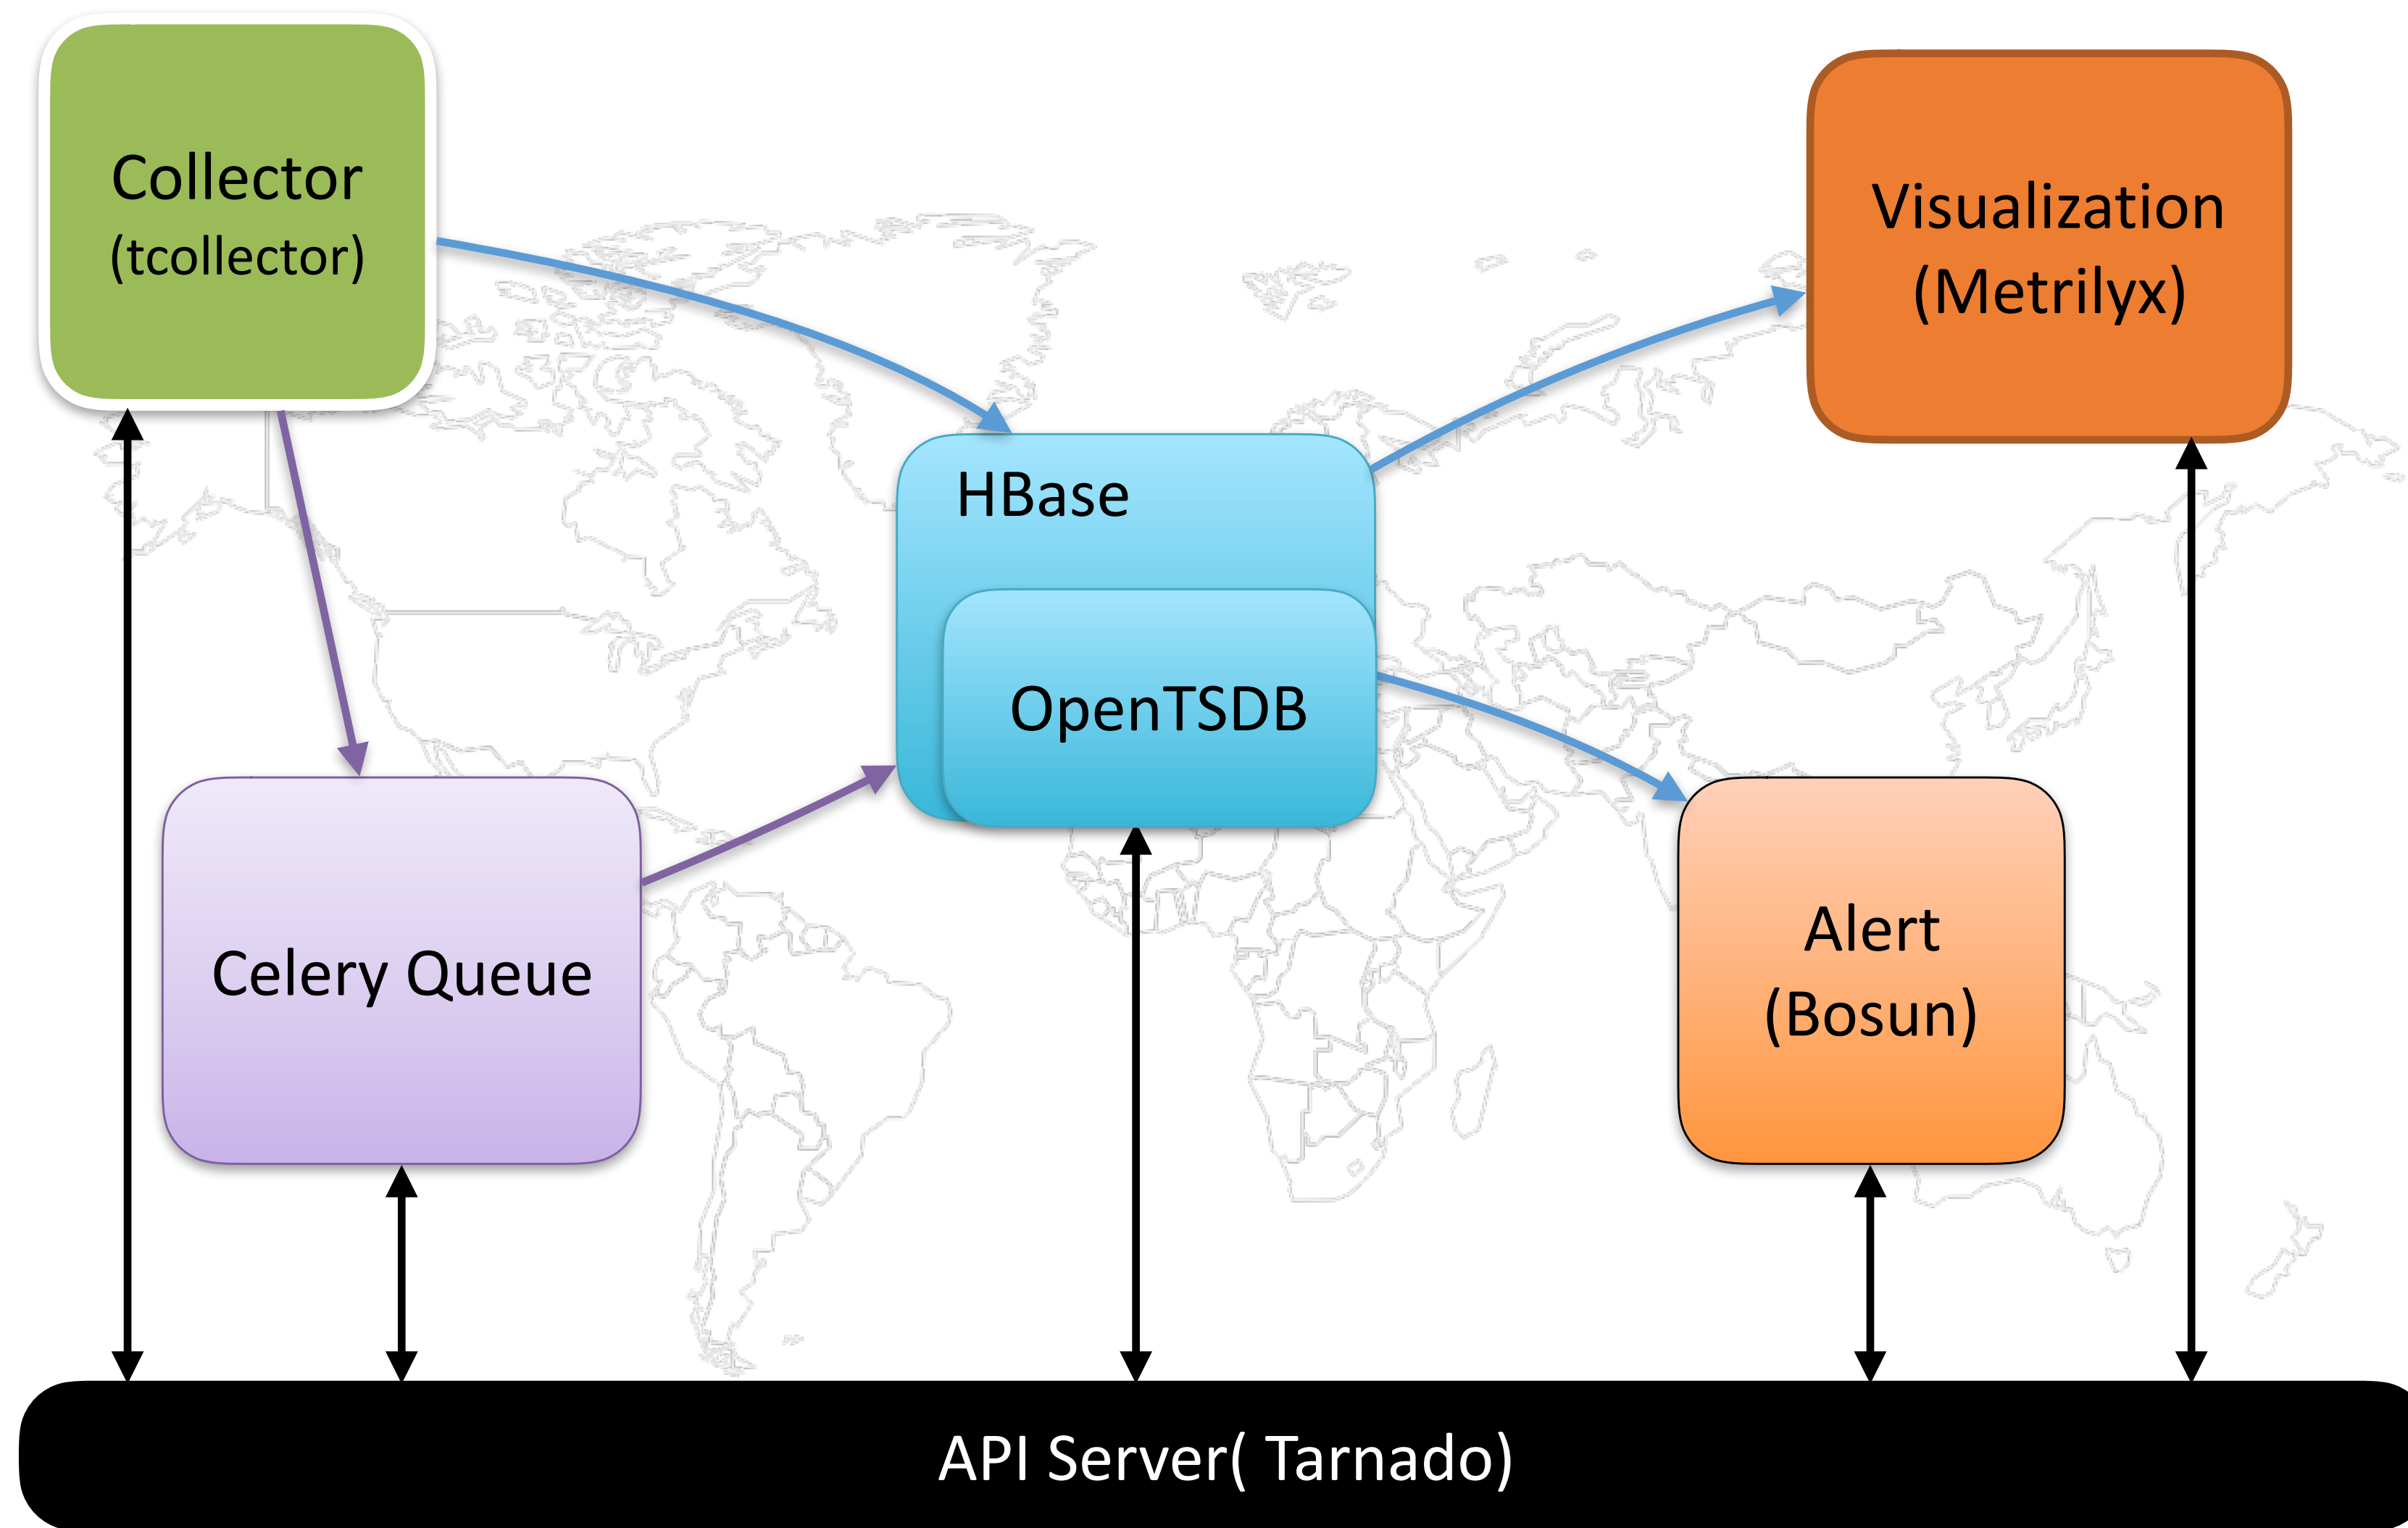 Collector
(tcollector)
Visualization
(Metrilyx)
HBase
OpenTSDB
Celery Queue
Alert
(Bosun)
API Server( Tarnado)